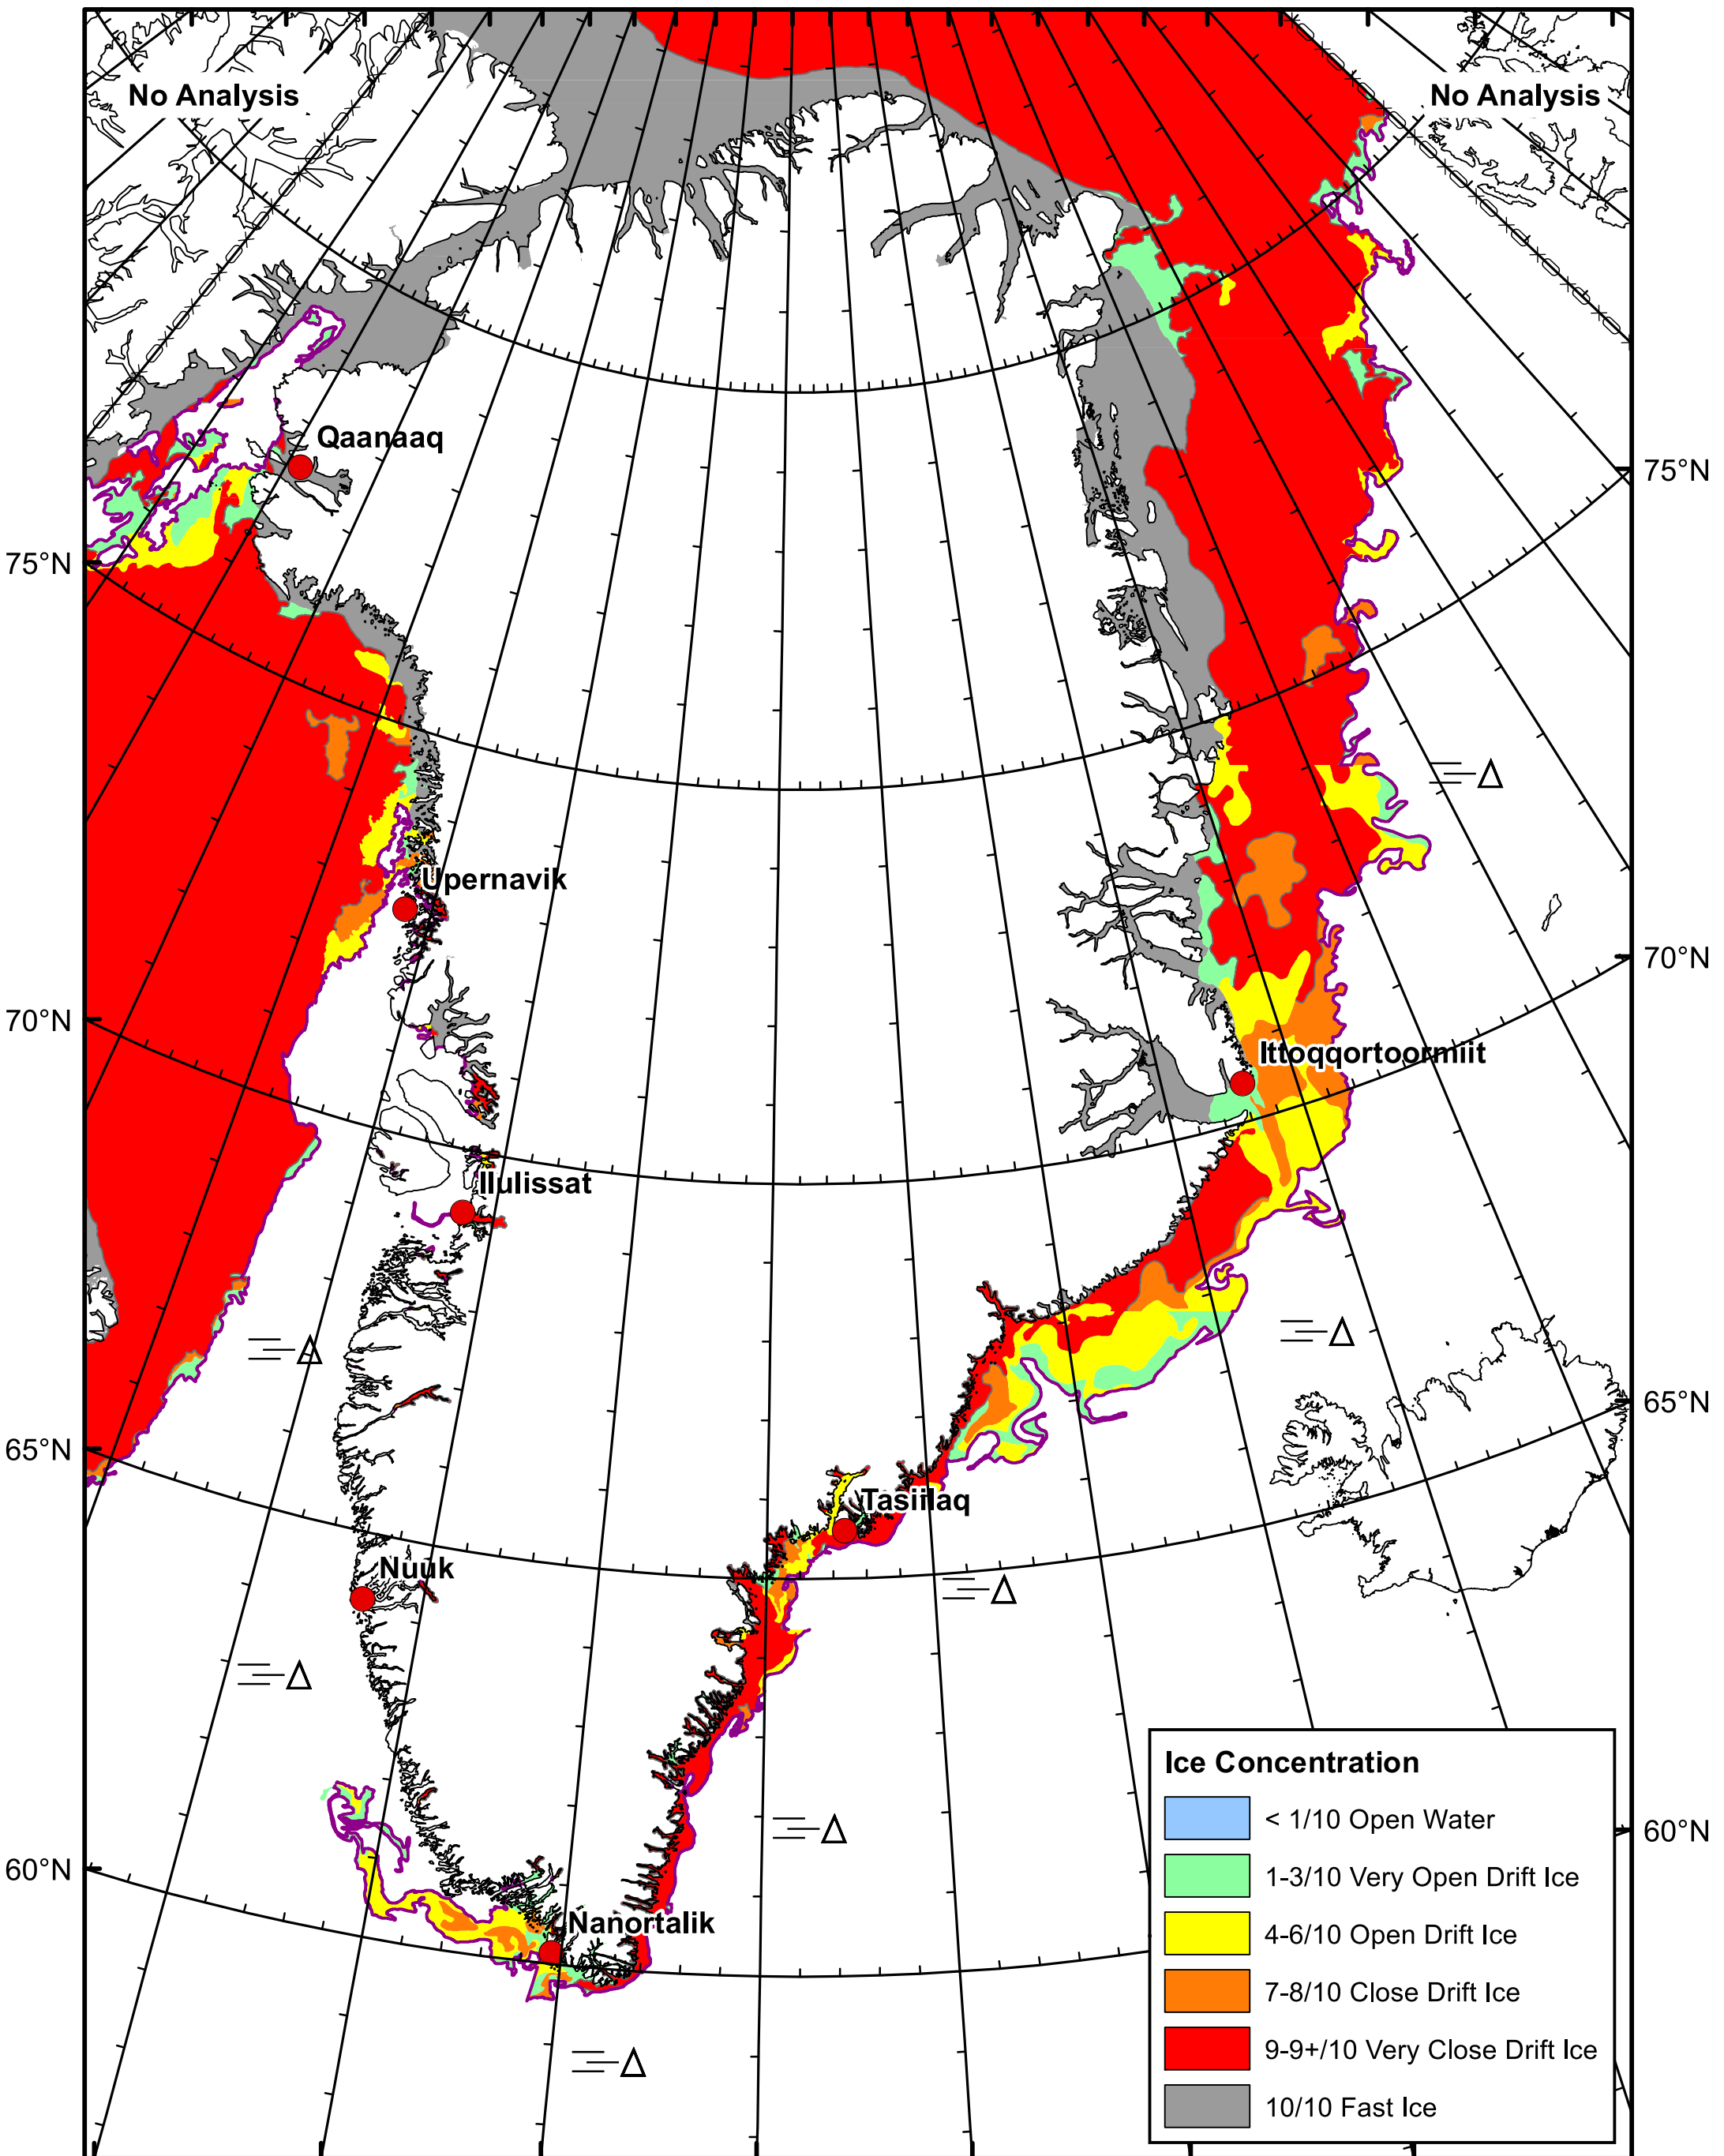 No Analysis
No Analysis
Qaanaaq
75°N
75°N
Upernavik
70°N
70°N
Ittoqqortoormiit
Ilulissat
65°N
65°N
Tasiilaq
Nuuk
60°N
60°N
Nanortalik
Ice Concentration
< 1/10 Open Water
1-3/10 Very Open Drift Ice
4-6/10 Open Drift Ice
7-8/10 Close Drift Ice
9-9+/10 Very Close Drift Ice
10/10 Fast Ice